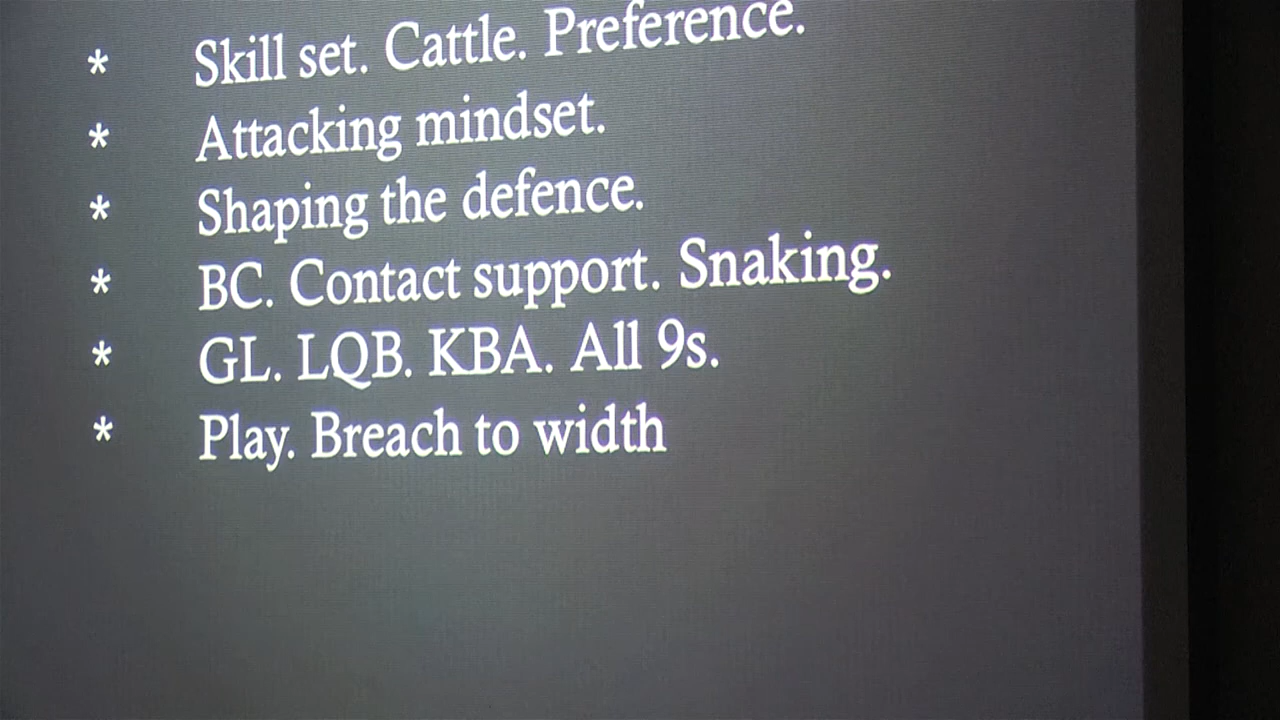 * Skill set. Cattle. Preference.
* Attacking mindset.
* Shaping the defence.
* BC. Contact support. Snaking.
* GL. LQB. KBA. All 9s.
* Play. Breach to width